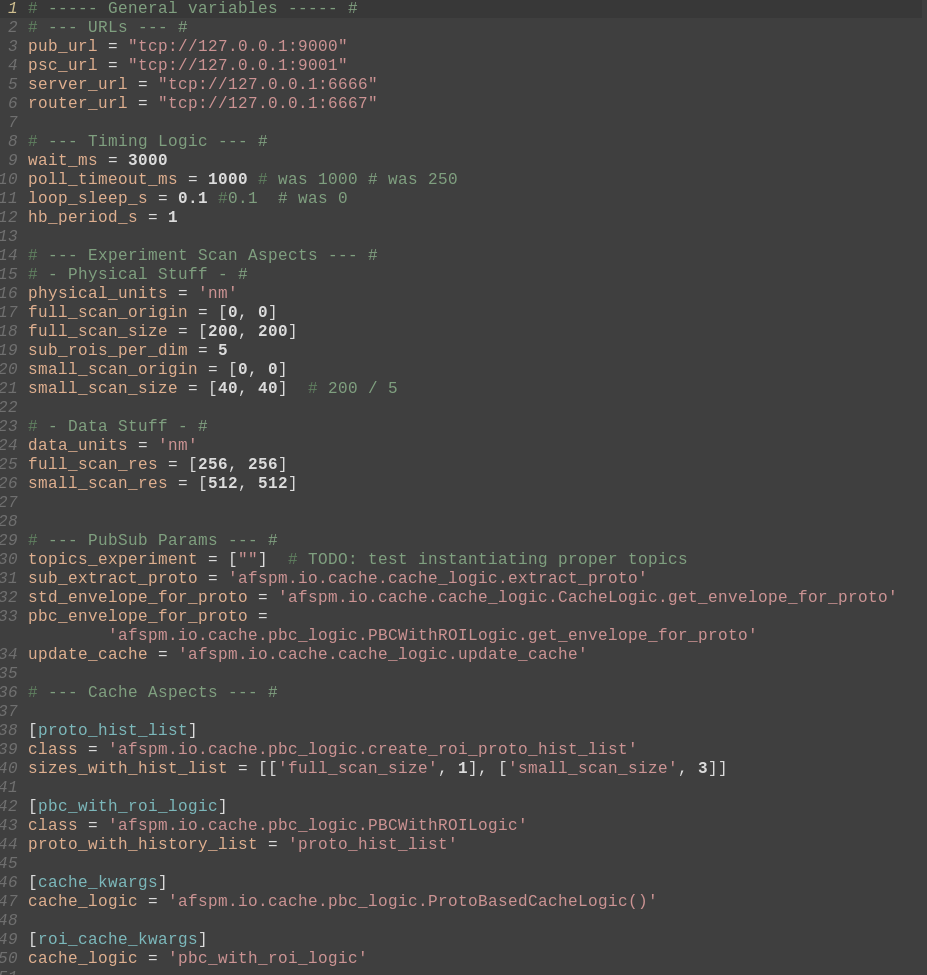 1 # ----- General variables ----- #
2 # --- URLs --- #
3 pub_url = "tcp://127.0.0.1:9000"
4 psc_url = "tcp://127.0.0.1:9001"
5 server_url = "tcp://127.0.0.1:6666"
6 router_url = "tcp://127.0.0.1:6667"
7
8 # --- Timing Logic --- #
9 wait_ms = 3000
10 poll_timeout_ms = 1000 # was 1000 # was 250
11 loop_sleep_s = 0.1 #0.1  # was 0
12 hb_period_s = 1
13
14 # --- Experiment Scan Aspects --- #
15 # - Physical Stuff - #
16 physical_units = 'nm'
17 full_scan_origin = [0, 0]
18 full_scan_size = [200, 200]
19 sub_rois_per_dim = 5
20 small_scan_origin = [0, 0]
21 small_scan_size = [40, 40]  # 200 / 5
22
23 # - Data Stuff - #
24 data_units = 'nm'
25 full_scan_res = [256, 256]
26 small_scan_res = [512, 512]
27
28
29 # --- PubSub Params --- #
30 topics_experiment = [""]  # TODO: test instantiating proper topics
31 sub_extract_proto = 'afspm.io.cache.cache_logic.extract_proto'
32 std_envelope_for_proto = 'afspm.io.cache.cache_logic.CacheLogic.get_envelope_for_proto'
33 pbc_envelope_for_proto =
'afspm.io.cache.pbc_logic.PBCWithROILogic.get_envelope_for_proto'
34 update_cache = 'afspm.io.cache.cache_logic.update_cache'
35
36 # --- Cache Aspects --- #
37
38 [proto_hist_list]
39 class = 'afspm.io.cache.pbc_logic.create_roi_proto_hist_list'
40 sizes_with_hist_list = [['full_scan_size', 1], ['small_scan_size', 3]]
41
42 [pbc_with_roi_logic]
43 class = 'afspm.io.cache.pbc_logic.PBCWithROILogic'
44 proto_with_history_list = 'proto_hist_list'
45
46 [cache_kwargs]
47 cache_logic = 'afspm.io.cache.pbc_logic.ProtoBasedCacheLogic()'
48
49 [roi_cache_kwargs]
50 cache_logic = 'pbc_with_roi_logic'